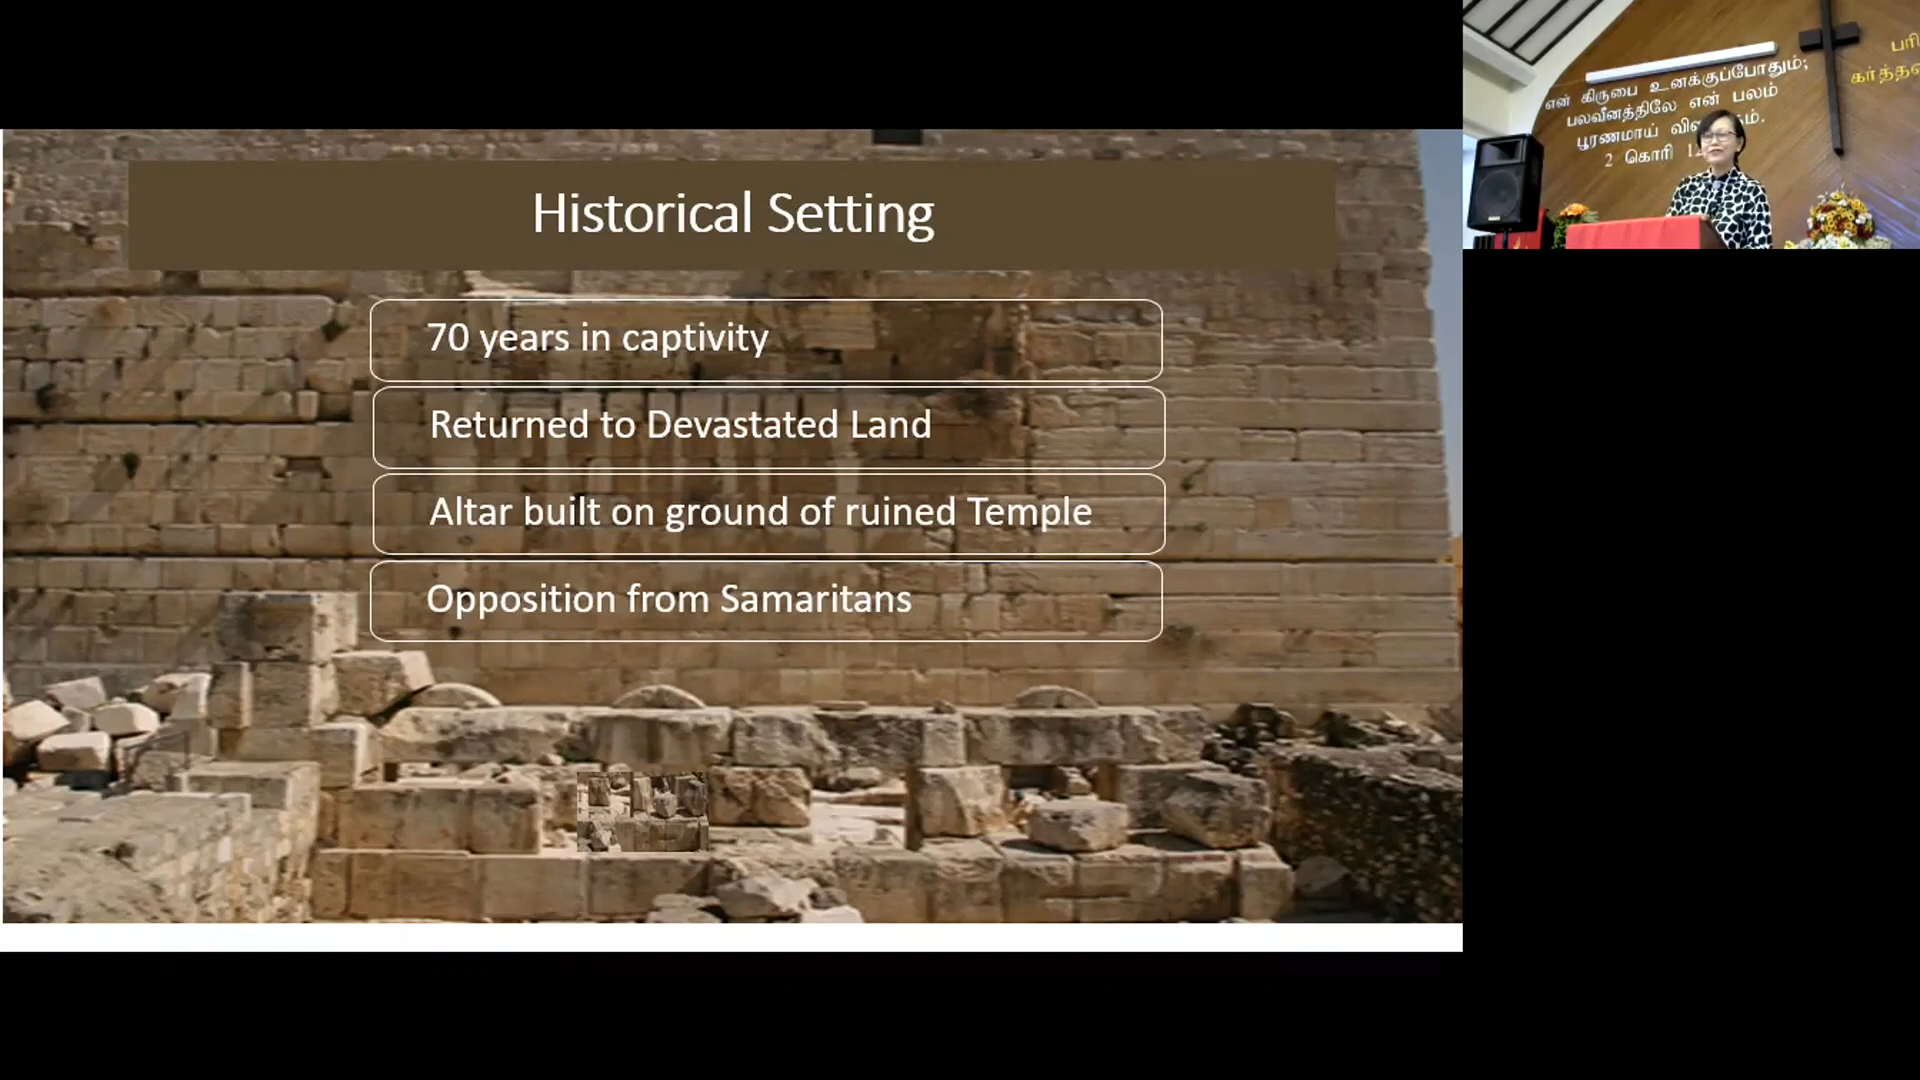 Historical Setting
70 years in captivity
Returned to Devastated Land
Altar built on ground of ruined Temple
Opposition from Samaritans
என் கிருபை உனக்குப்போதும்;
பலவீனத்திலே என் பலம்
பூரணமாய்
2 கொரி